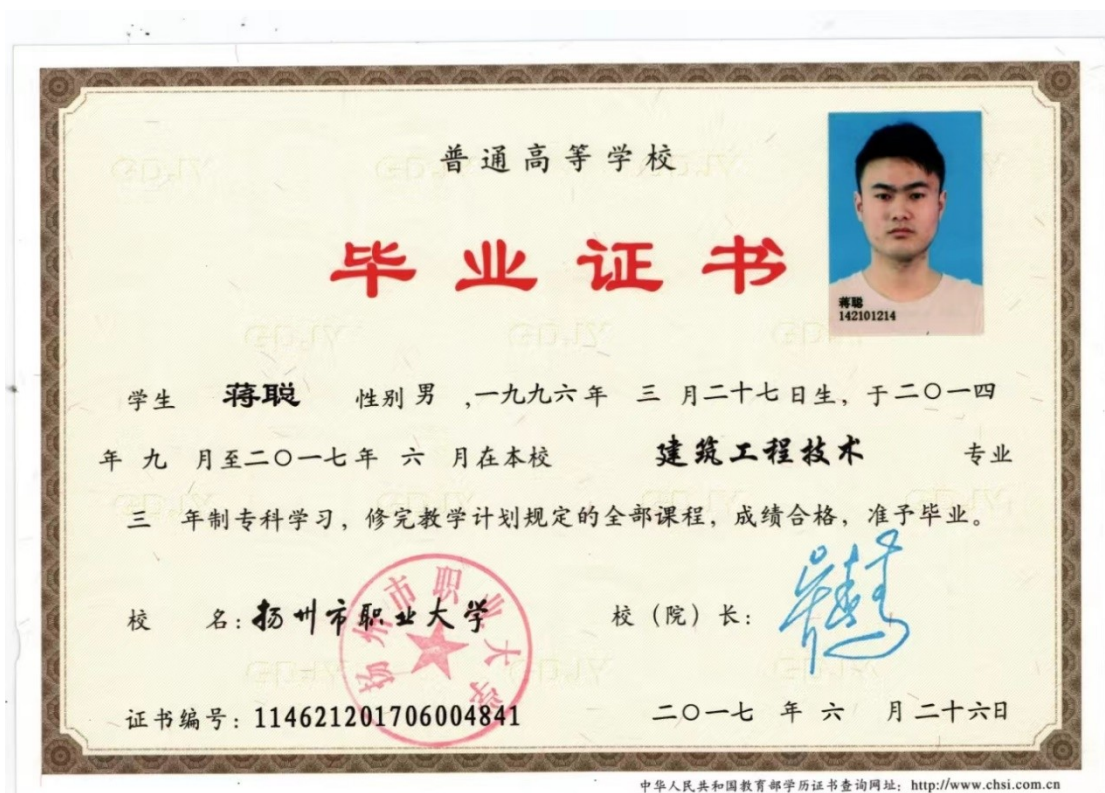 普通高等学校
毕业证书
蒋聪
142101214
学生 蒋聪 性别 男 ,一九九六年 三 月二十七日生，于二〇一四
年 九 月至二〇一七年 六 月在本校 建筑工程技术 专业
三 年制专科学习，修完教学计划规定的全部课程，成绩合格，准予毕业。
校 名：扬州市职业大学
扬州市职业大学
校（院）长：
证书编号：114621201706004841
二〇一七 年 六 月 二十六日
中华人民共和国教育部学历证书查询网址：http://www.chsi.com.cn